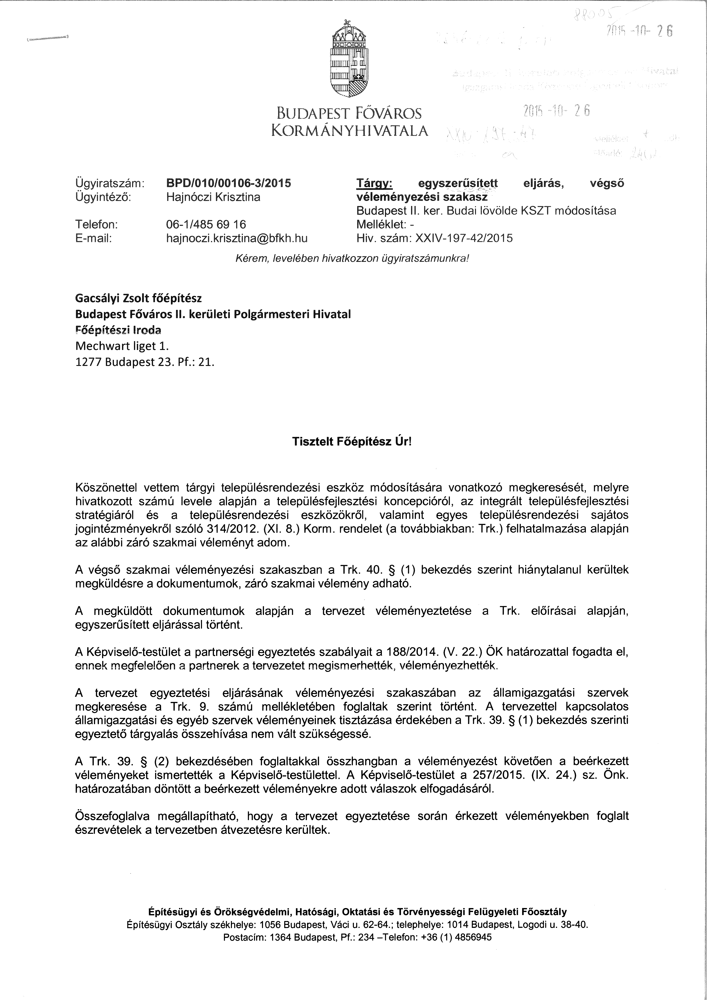 88005
2015 -10- 26
Hivatal
2015 -10- 26
BUDAPEST FŐVÁROS
KORMÁNYHIVATALA
XXIV-197-47
Ügyiratszám: BPD/010/00106-3/2015
Ügyintéző: Hajnóczi Krisztina
Telefon: 06-1/485 69 16
E-mail: hajnoczi.krisztina@bfkh.hu
Tárgy: egyszerűsített eljárás, végső
véleményezési szakasz
Budapest II. ker. Budai lövölde KSZT módosítása
Melléklet: -
Hiv. szám: XXIV-197-42/2015
Kérem, levelében hivatkozzon ügyiratszámunkra!
Gacsályi Zsolt főépítész
Budapest Főváros II. kerületi Polgármesteri Hivatal
Főépítészi Iroda
Mechwart liget 1.
1277 Budapest 23. Pf.: 21.
Tisztelt Főépítész Úr!
Köszönettel vettem tárgyi településrendezési eszköz módosítására vonatkozó megkeresését, melyre
hivatkozott számú levele alapján a településfejlesztési koncepcióról, az integrált településfejlesztési
stratégiáról és a településrendezési eszközökről, valamint egyes településrendezési sajátos
jogintézményekről szóló 314/2012. (XI. 8.) Korm. rendelet (a továbbiakban: Trk.) felhatalmazása alapján
az alábbi záró szakmai véleményt adom.
A végső szakmai véleményezési szakaszban a Trk. 40. § (1) bekezdés szerint hiánytalanul kerültek
megküldésre a dokumentumok, záró szakmai vélemény adható.
A megküldött dokumentumok alapján a tervezet véleményeztetése a Trk. előírásai alapján,
egyszerűsített eljárással történt.
A Képviselő-testület a partnerségi egyeztetés szabályait a 188/2014. (V. 22.) ÖK határozattal fogadta el,
ennek megfelelően a partnerek a tervezetet megismerhették, véleményezhették.
A tervezet egyeztetési eljárásának véleményezési szakaszában az államigazgatási szervek
megkeresése a Trk. 9. számú mellékletében foglaltak szerint történt. A tervezettel kapcsolatos
államigazgatási és egyéb szervek véleményeinek tisztázása érdekében a Trk. 39. § (1) bekezdés szerinti
egyeztető tárgyalás összehívása nem vált szükségessé.
A Trk. 39. § (2) bekezdésében foglaltakkal összhangban a véleményezést követően a beérkezett
véleményeket ismertették a Képviselő-testülettel. A Képviselő-testület a 257/2015. (IX. 24.) sz. Önk.
határozatában döntött a beérkezett véleményekre adott válaszok elfogadásáról.
Összefoglalva megállapítható, hogy a tervezet egyeztetése során érkezett véleményekben foglalt
észrevételek a tervezetben átvezetésre kerültek.
Építésügyi és Örökségvédelmi, Hatósági, Oktatási és Törvényességi Felügyeleti Főosztály
Építésügyi Osztály székhelye: 1056 Budapest, Váci u. 62-64.; telephelye: 1014 Budapest, Logodi u. 38-40.
Postacím: 1364 Budapest, Pf.: 234 –Telefon: +36 (1) 4856945